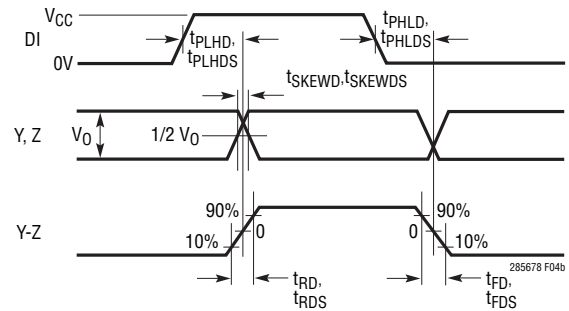 VCC
DI
0V
tPLHD,
tPLHDS
tPHLD,
tPHLDS
tSKEWD,tSKEWDS
Y, Z
VO
1/2 VO
Y-Z
90%
10%
0
90%
0
10%
285678 F04b
tRD,
tRDS
tFD,
tFDS